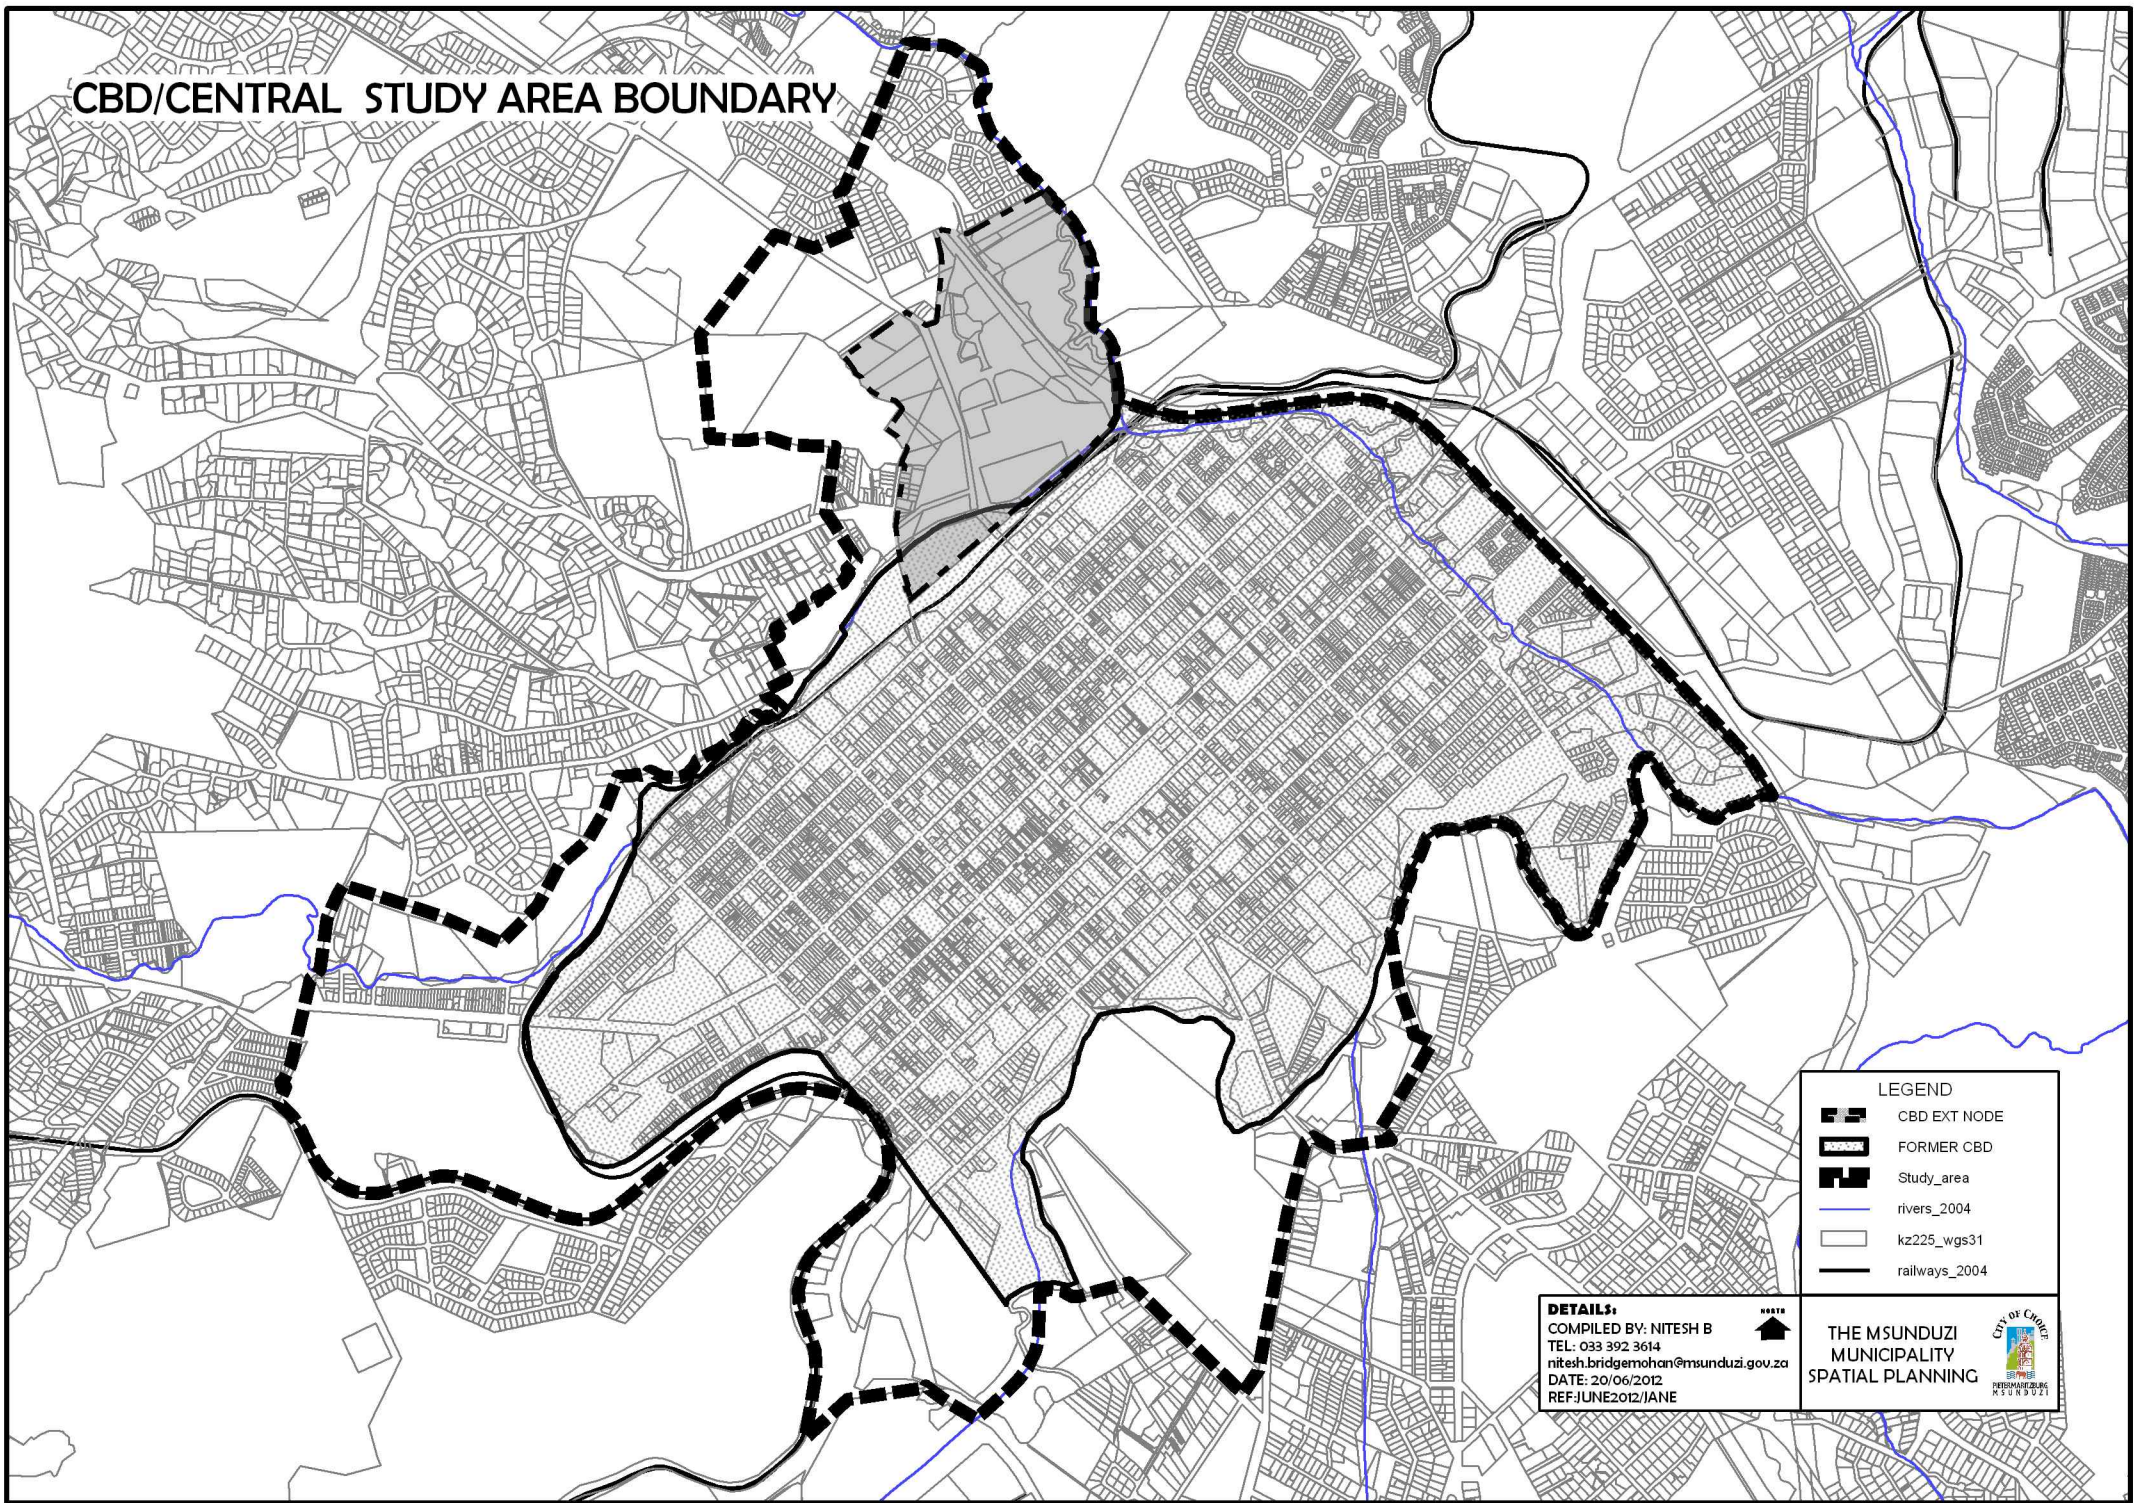 CBD/CENTRAL STUDY AREA BOUNDARY
LEGEND
CBD EXT NODE
FORMER CBD
Study_area
rivers_2004
kz225_wgs31
railways_2004
DETAILS:
COMPILED BY: NITESH B
TEL: 033 392 3614
nitesh.bridgemohan@msunduzi.gov.za
DATE: 20/06/2012
REF:JUNE2012/JANE
NORTH
THE MSUNDUZI
MUNICIPALITY
SPATIAL PLANNING
CITY OF CHOICE
PIETERMARITZBURG
MSUNDUZI